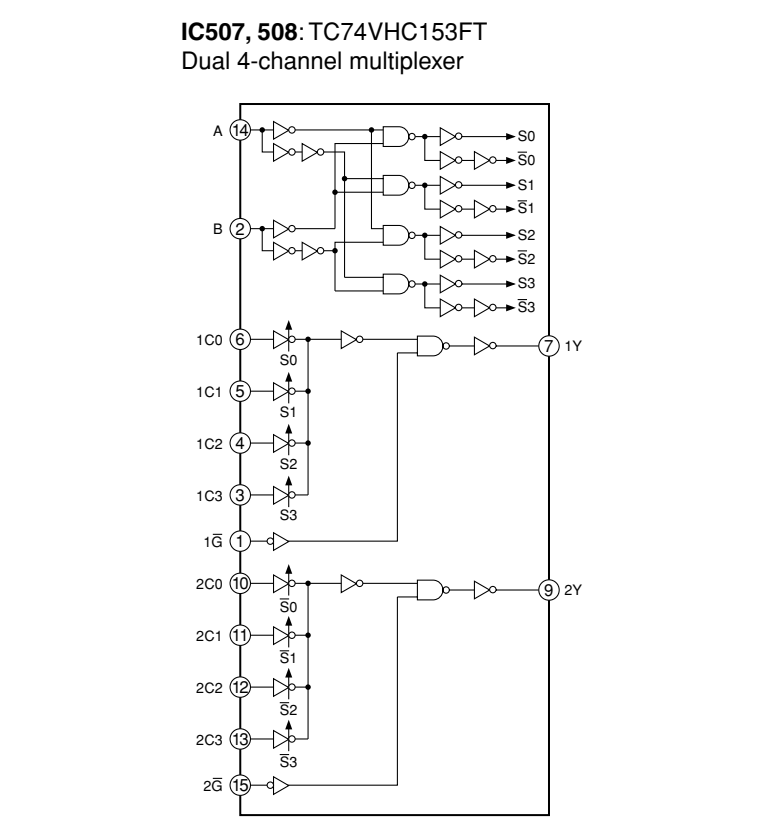 IC507, 508: TC74VHC153FT
Dual 4-channel multiplexer
A 14
S0
S̅0
S1
S̅1
B 2
S2
S̅2
S3
S̅3
1C0 6
S0
7 1Y
1C1 5
S1
1C2 4
S2
1C3 3
S3
1G̅ 1
2C0 10
S̅0
9 2Y
2C1 11
S̅1
2C2 12
S̅2
2C3 13
S̅3
2G̅ 15